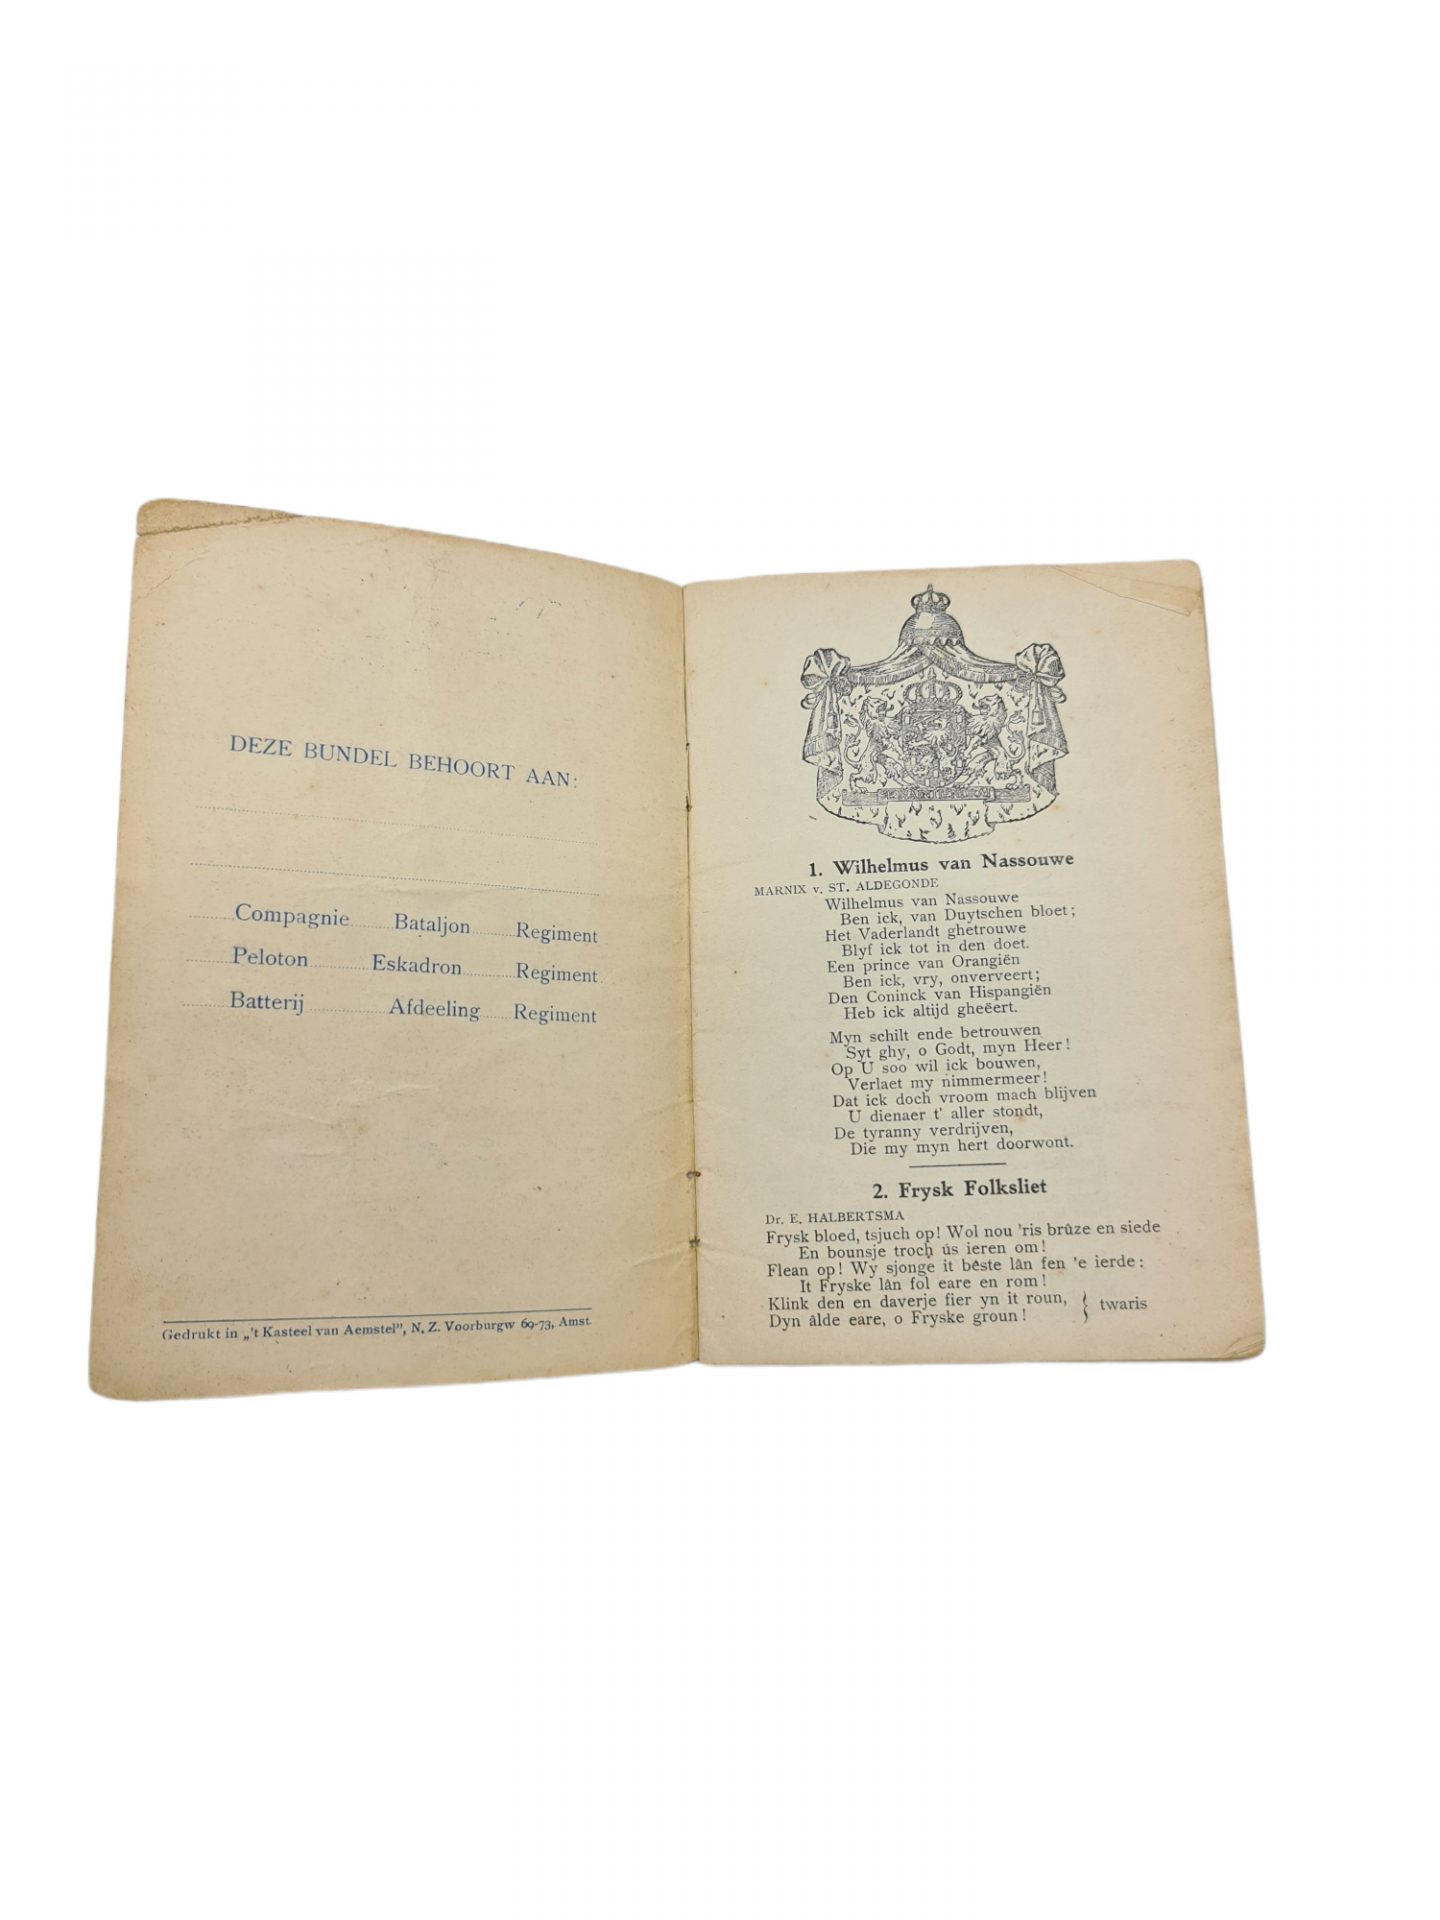 DEZE BUNDEL BEHOORT AAN:
Compagnie Bataljon Regiment
Peloton Eskadron Regiment
Batterij Afdeeling Regiment
Gedrukt in „'t Kasteel van Aemstel”, N. Z. Voorburgw 69-73, Amst.
1. Wilhelmus van Nassouwe
MARNIX v. ST. ALDEGONDE
Wilhelmus van Nassouwe
Ben ick, van Duytschen bloet;
Het Vaderlandt ghetrouwe
Blyf ick tot in den doet.
Een prince van Orangiën
Ben ick, vry, onverveert;
Den Coninck van Hispangiën
Heb ick altijd gheëert.
Myn schilt ende betrouwen
Syt ghy, o Godt, myn Heer!
Op U soo wil ick bouwen,
Verlaet my nimmermeer!
Dat ick doch vroom mach blijven
U dienaer t' aller stondt,
De tyranny verdrijven,
Die my myn hert doorwont.
2. Frysk Folksliet
Dr. E. HALBERTSMA
Frysk bloed, tsjuch op! Wol nou 'ris brûze en siede
En bounsje troch ús ieren om!
Flean op! Wy sjonge it bêste lân fen 'e ierde:
It Fryske lân fol eare en rom!
Klink den en daverje fier yn it roun, } twaris
Dyn âlde eare, o Fryske groun!